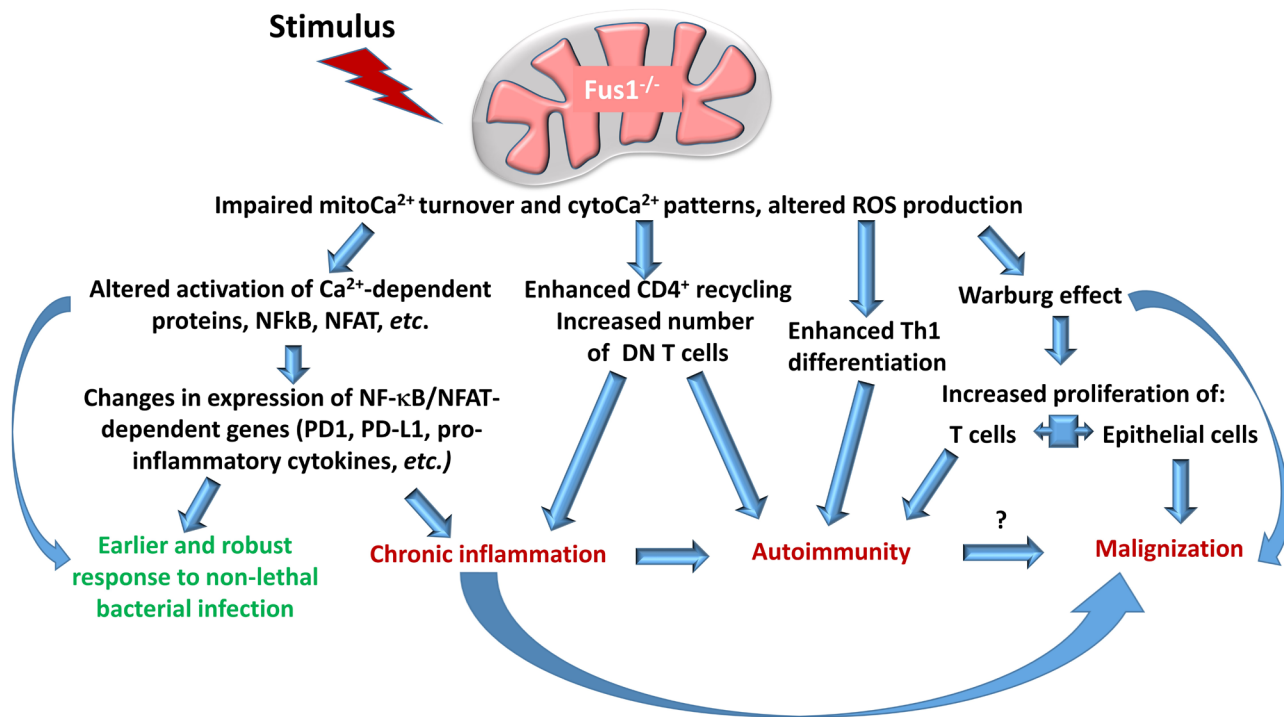 Stimulus
Fus1⁻/⁻
Impaired mitoCa²⁺ turnover and cytoCa²⁺ patterns, altered ROS production
Altered activation of Ca²⁺-dependent
proteins, NFkB, NFAT, etc.
Changes in expression of NF-κB/NFAT-
dependent genes (PD1, PD-L1, pro-
inflammatory cytokines, etc.)
Enhanced CD4⁺ recycling
Increased number
of DN T cells
Enhanced Th1
differentiation
Warburg effect
Increased proliferation of:
T cells
Epithelial cells
Earlier and robust
response to non-lethal
bacterial infection
Chronic inflammation
Autoimmunity
?
Malignization